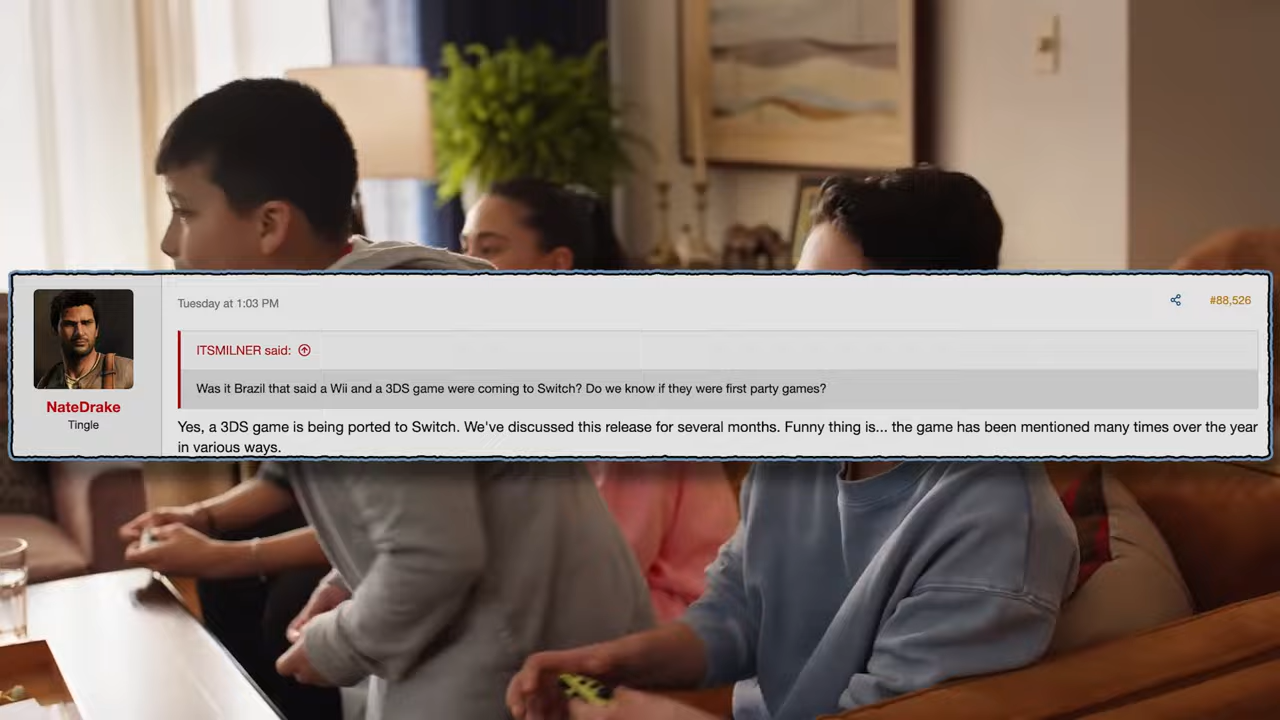 Tuesday at 1:03 PM
#88,526
ITSMILNER said:
Was it Brazil that said a Wii and a 3DS game were coming to Switch? Do we know if they were first party games?
NateDrake
Tingle
Yes, a 3DS game is being ported to Switch. We've discussed this release for several months. Funny thing is... the game has been mentioned many times over the year
in various ways.